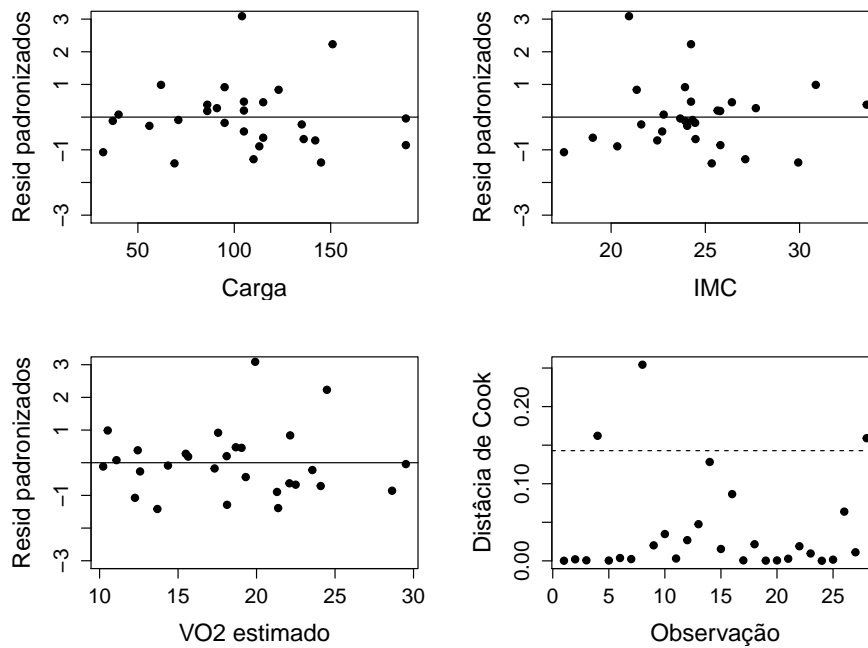 Resid padronizados
−3 −1 1 2 3
50 100 150
Carga
Resid padronizados
−3 −1 1 2 3
20 25 30
IMC
Resid padronizados
−3 −1 1 2 3
10 15 20 25 30
VO2 estimado
Distâcia de Cook
0.00 0.10 0.20
0 5 10 15 20 25
Observação